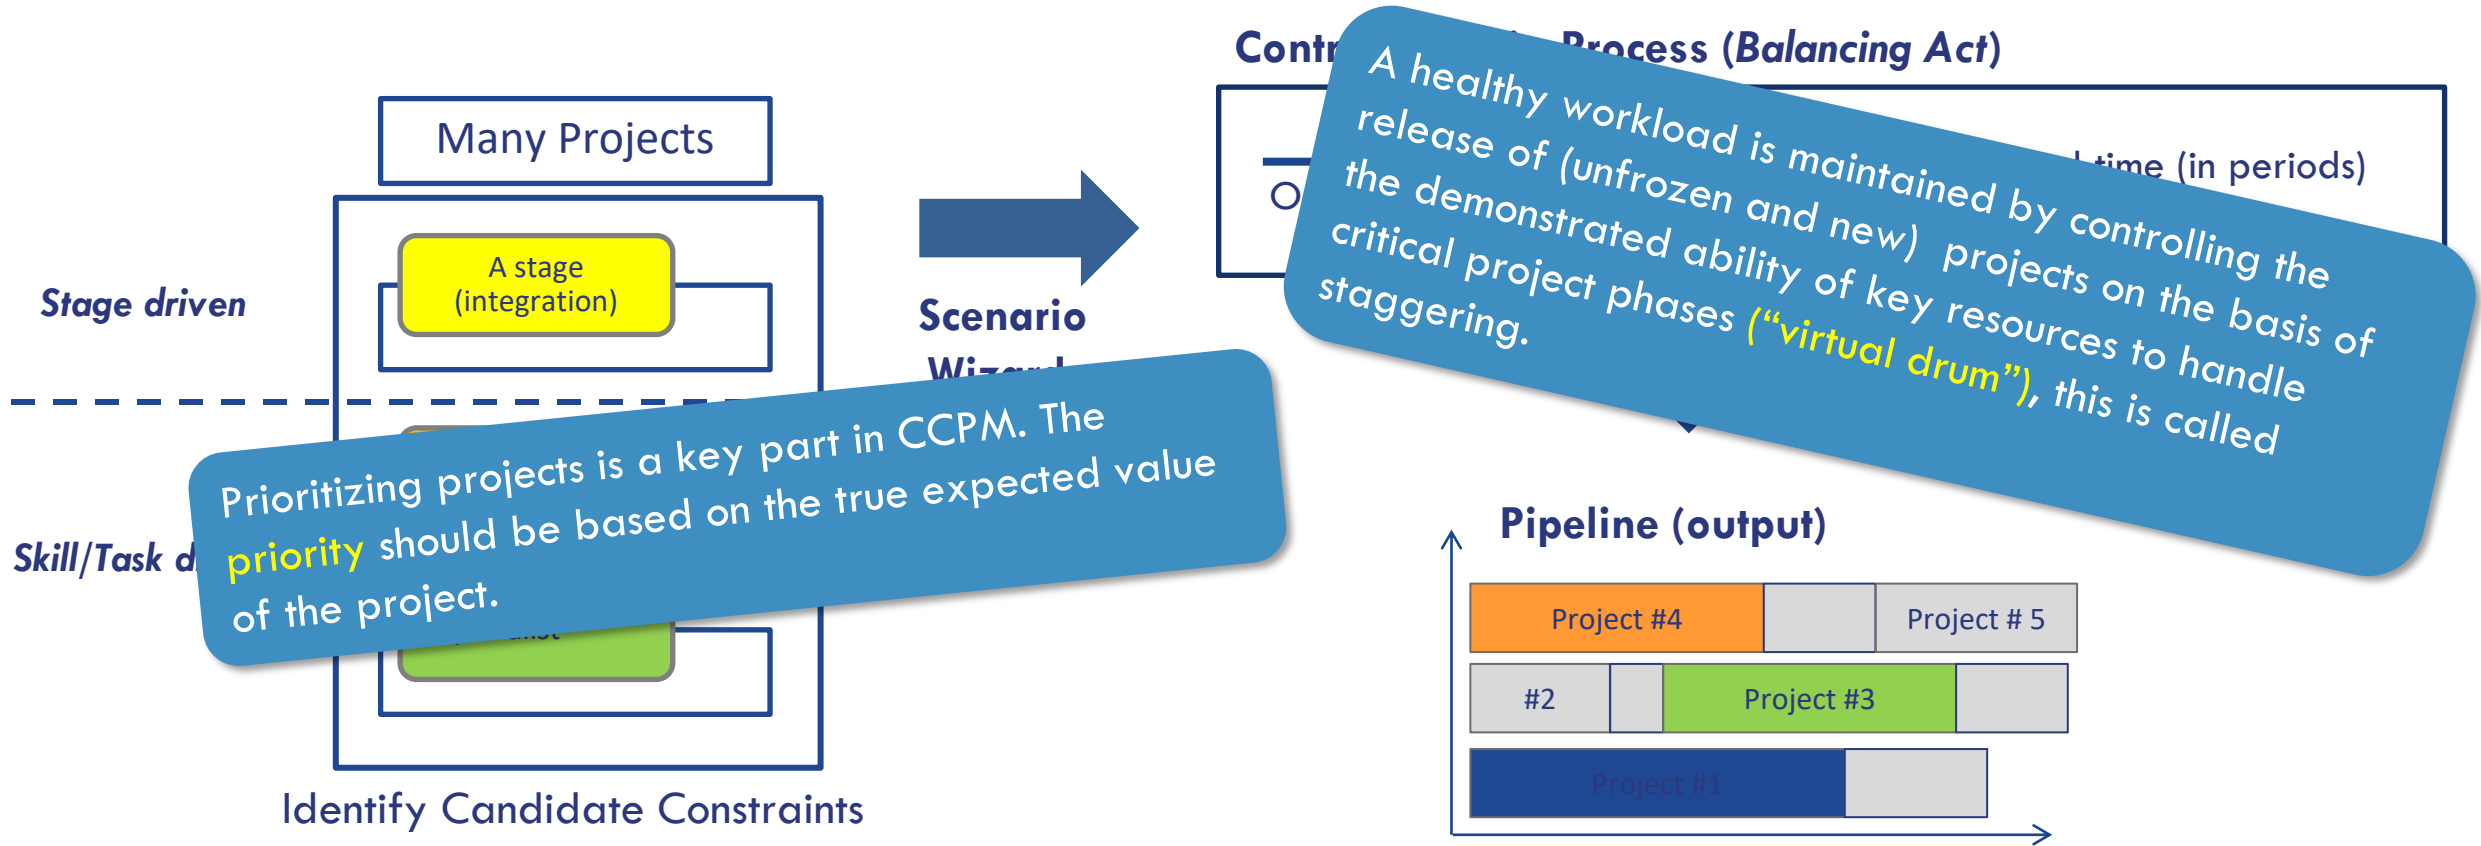 Many Projects
A stage
(integration)
Stage driven
Skill/Task
Identify Candidate Constraints
Scenario
Wizard
Prioritizing projects is a key part in CCPM. The
priority should be based on the true expected value
of the project.
Process (Balancing Act)
time (in periods)
A healthy workload is maintained by controlling the
release of (unfrozen and new) projects on the basis of
the demonstrated ability of key resources to handle
critical project phases (“virtual drum”), this is called
staggering.
Pipeline (output)
Project #4
Project # 5
#2
Project #3
Project #1